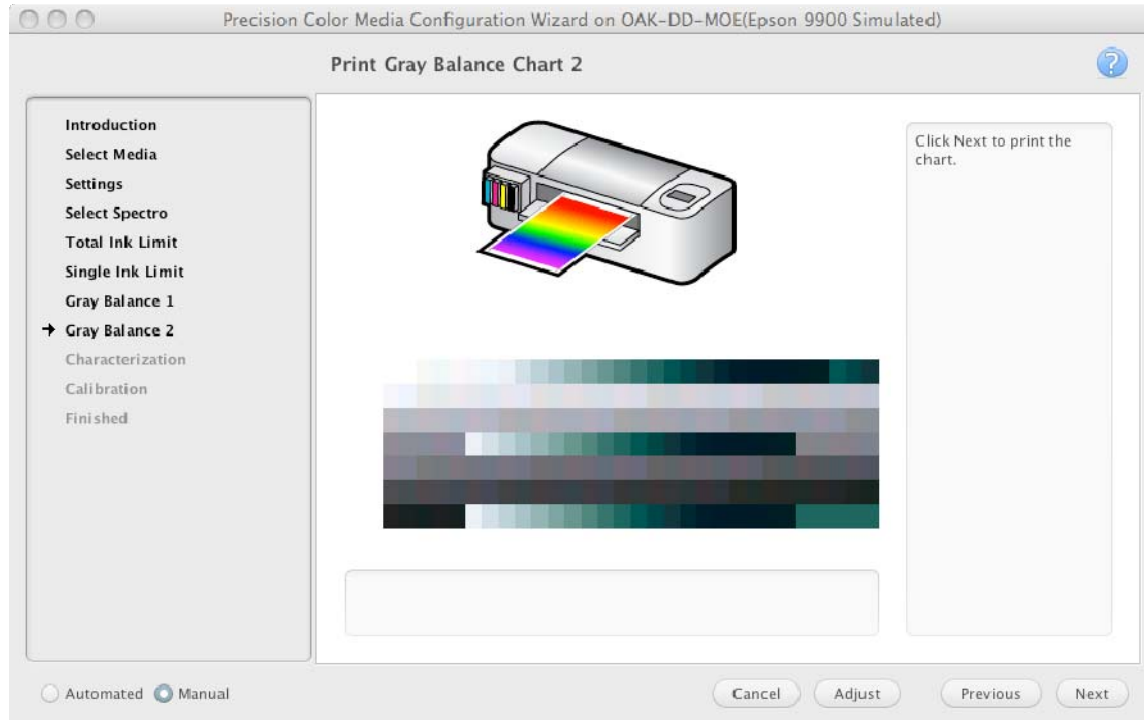 Precision Color Media Configuration Wizard on OAK-DD-MOE(Epson 9900 Simulated)
Print Gray Balance Chart 2
?
Introduction
Select Media
Settings
Select Spectro
Total Ink Limit
Single Ink Limit
Gray Balance 1
Gray Balance 2
Characterization
Calibration
Finished
Click Next to print the
chart.
Automated Manual
Cancel Adjust Previous Next